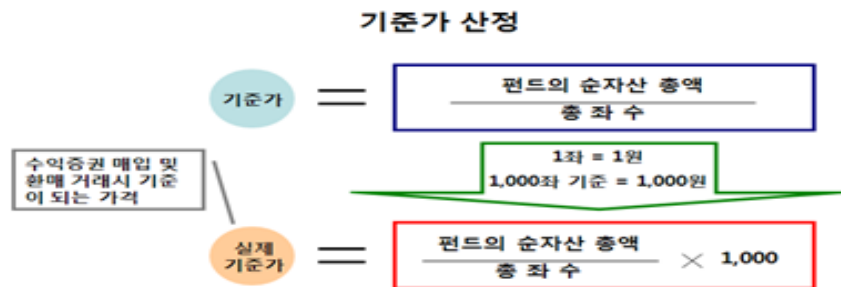 기준가 산정
기준가
=
펀드의 순자산 총액
총 좌 수
1좌 = 1원
1,000좌 기준 = 1,000원
수익증권 매입 및
환매 거래시 기준
이 되는 가격
실제
기준가
=
펀드의 순자산 총액
총 좌 수
× 1,000